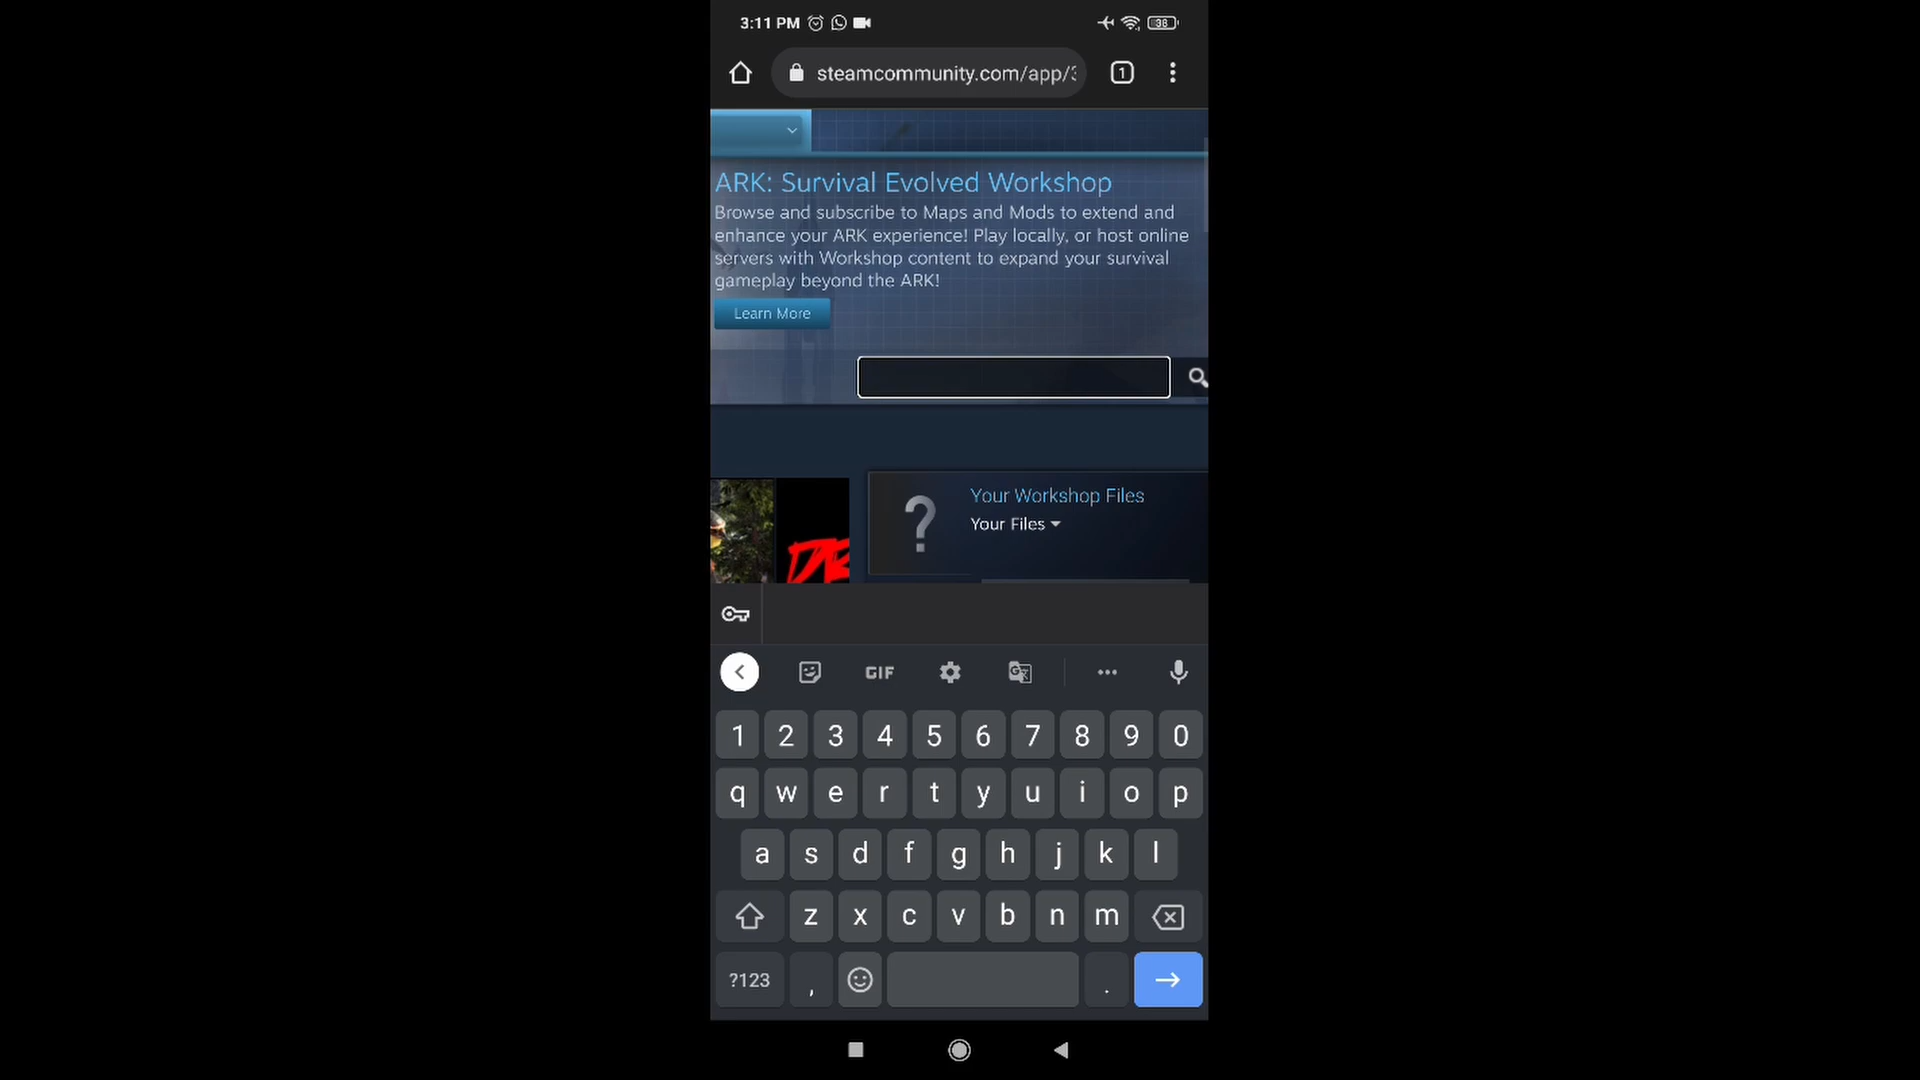 3:11 PM 38
steamcommunity.com/app/3
1
ARK: Survival Evolved Workshop
Browse and subscribe to Maps and Mods to extend and
enhance your ARK experience! Play locally, or host online
servers with Workshop content to expand your survival
gameplay beyond the ARK!
Learn More
?
Your Workshop Files
Your Files
GIF
1 2 3 4 5 6 7 8 9 0
q w e r t y u i o p
a s d f g h j k l
z x c v b n m
?123 , .